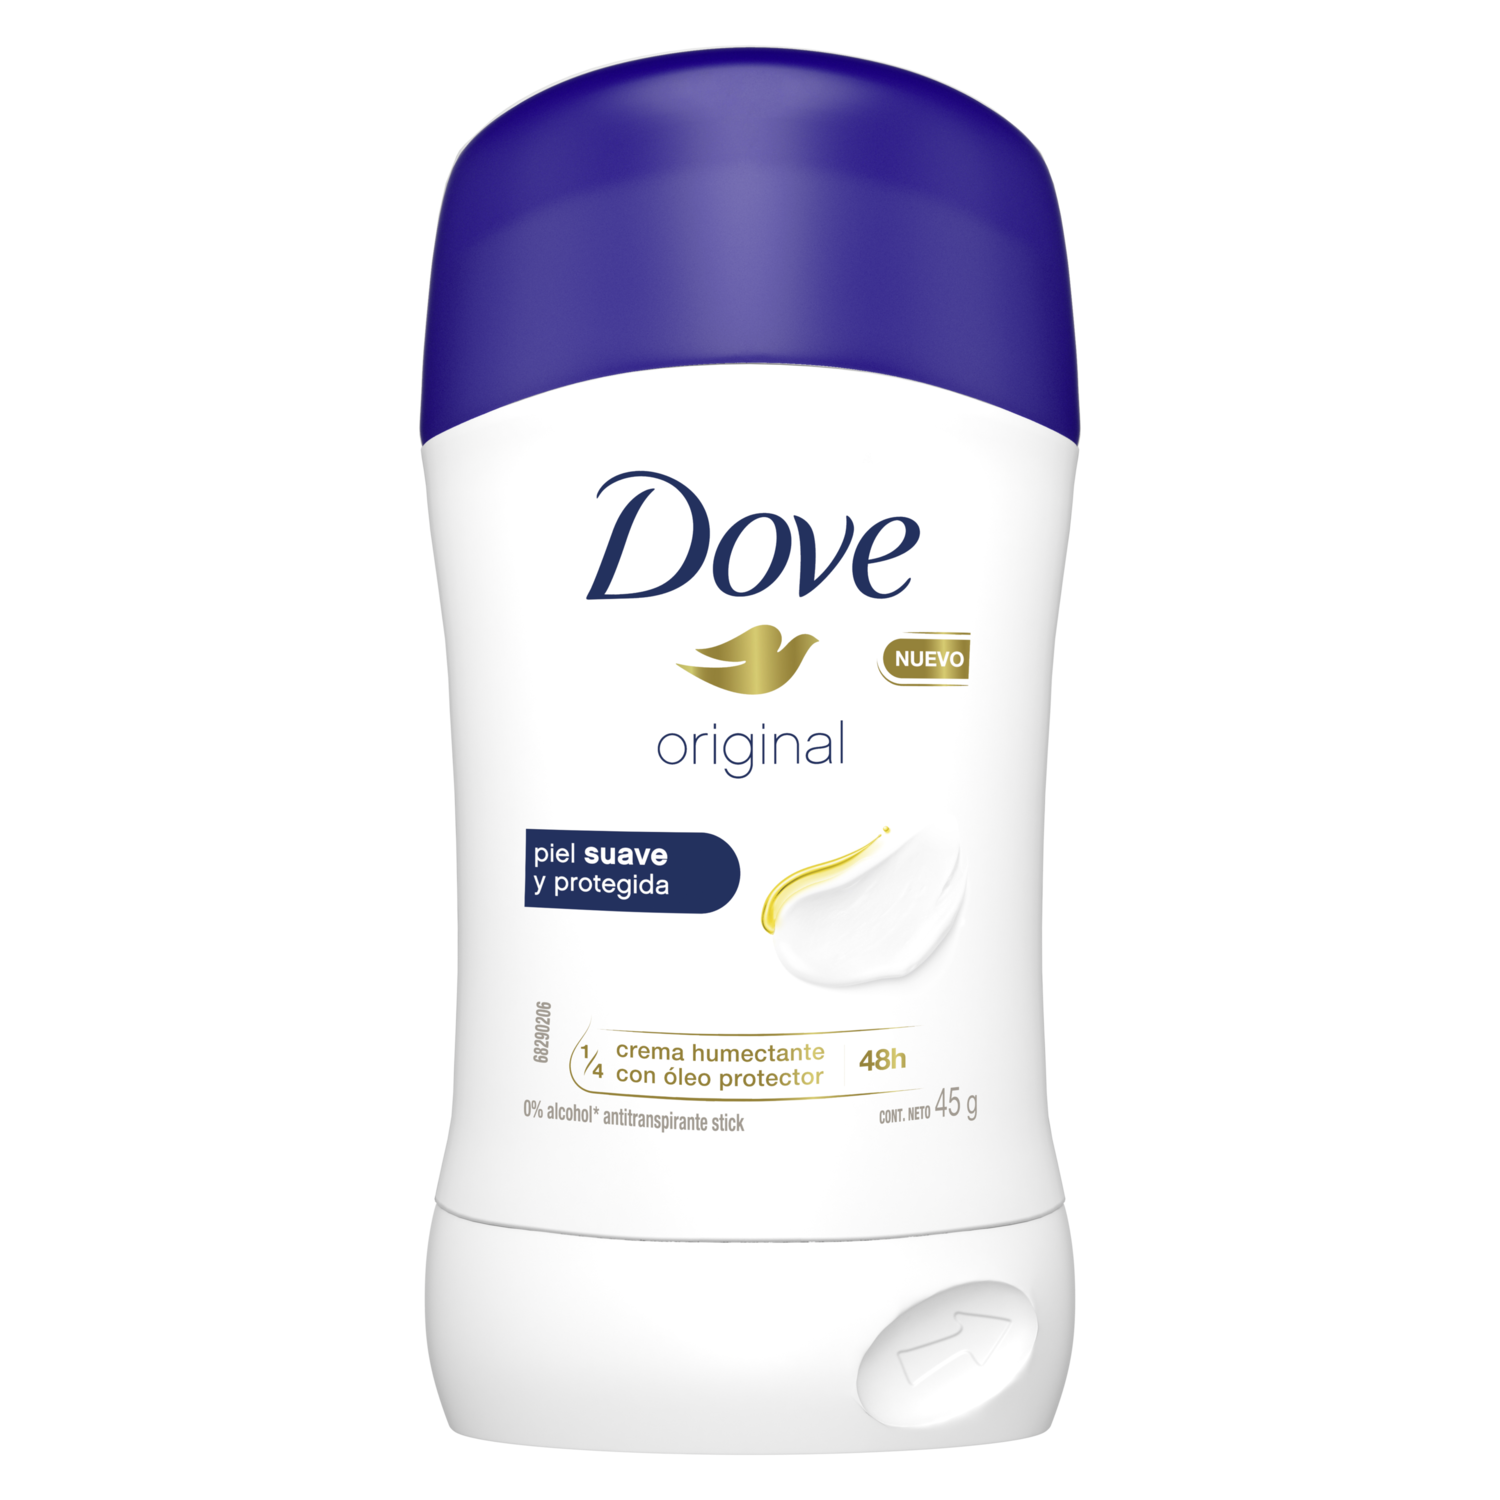 Dove
NUEVO
original
piel suave
y protegida
68290206
1/4
crema humectante
con óleo protector
48h
0% alcohol* antitranspirante stick
CONT. NETO 45 g